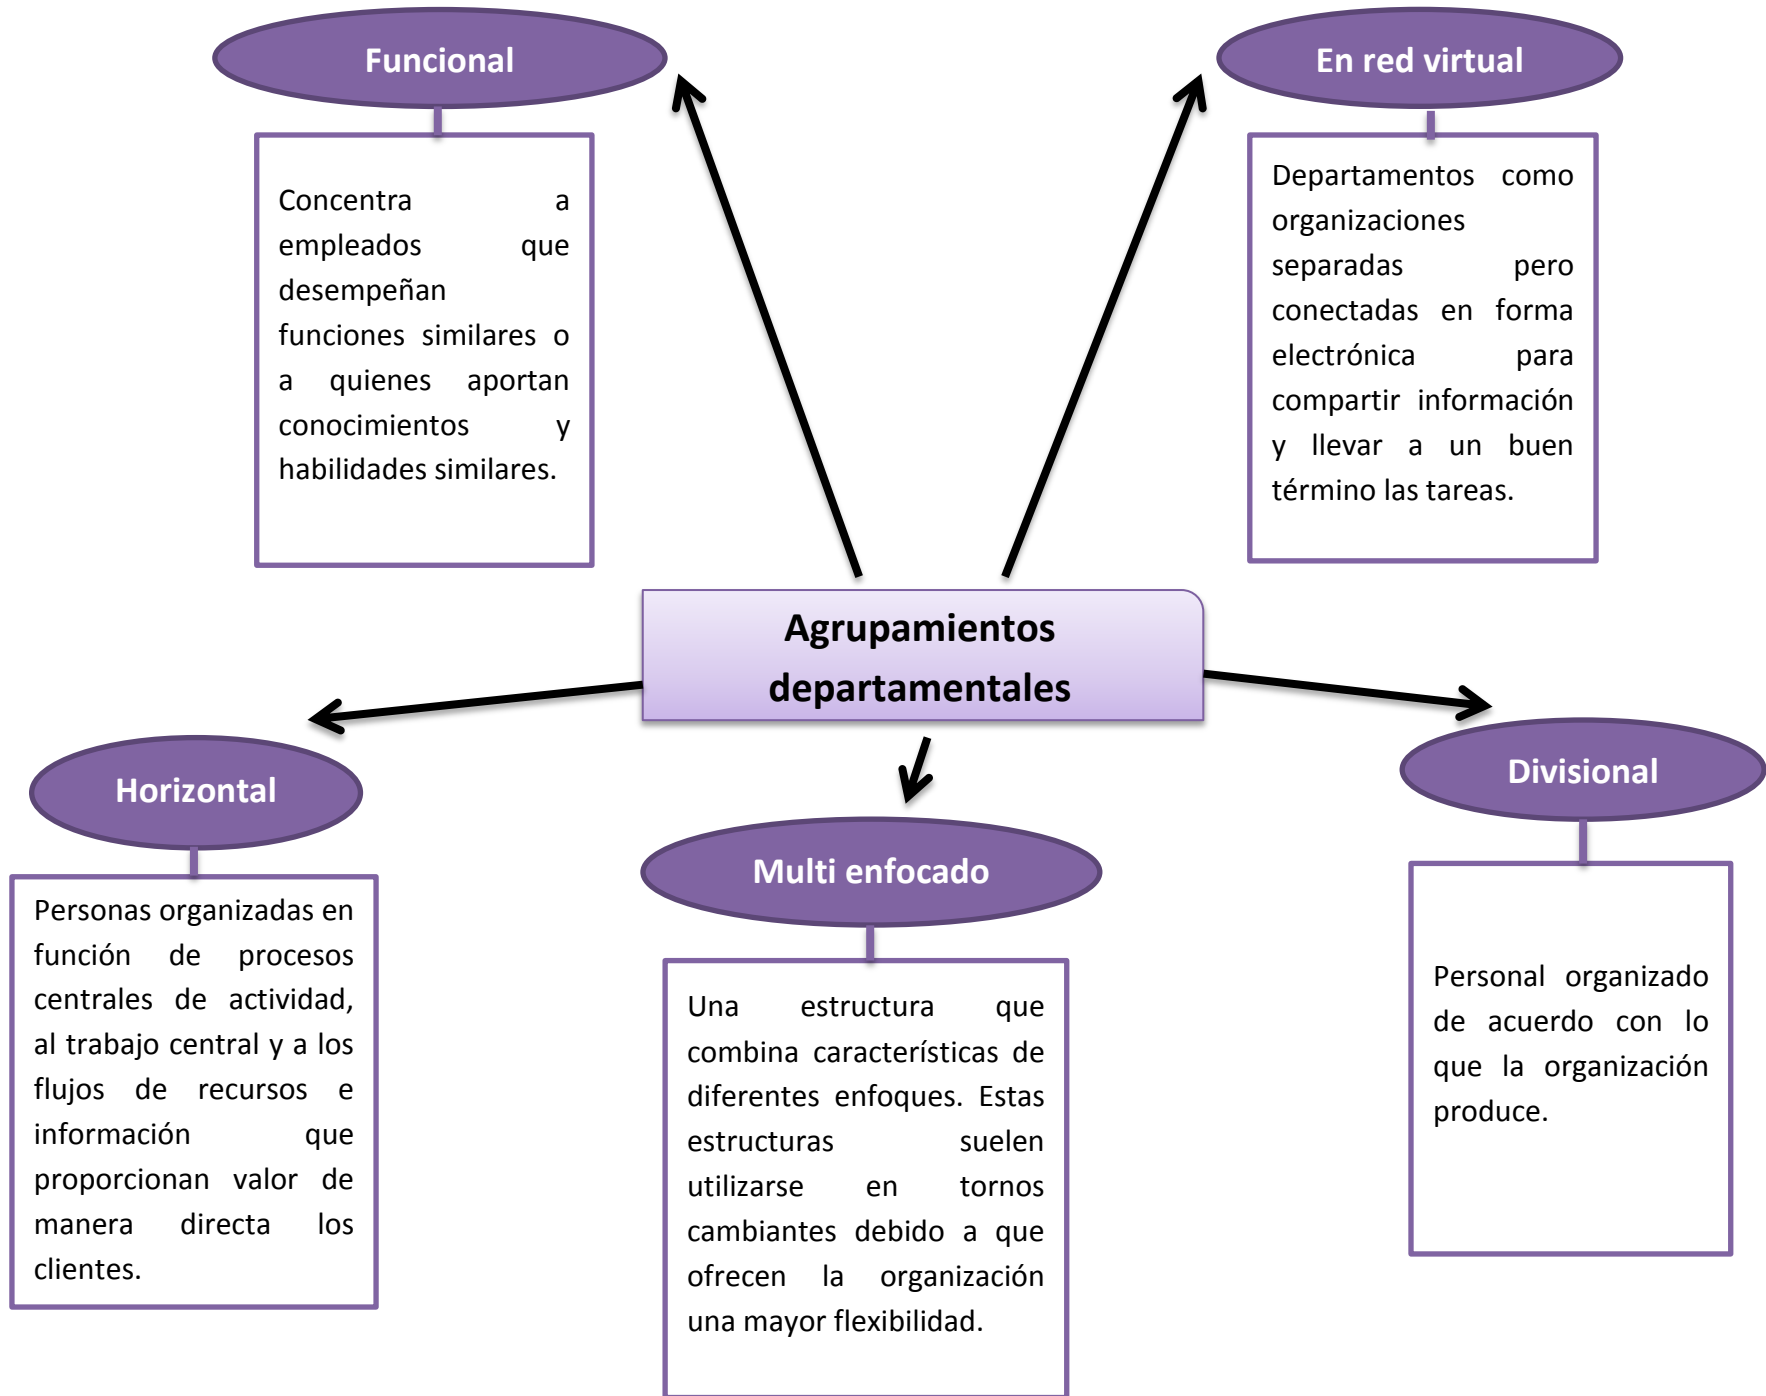 Funcional
Concentra a
empleados que
desempeñan
funciones similares o
a quienes aportan
conocimientos y
habilidades similares.
En red virtual
Departamentos como
organizaciones
separadas pero
conectadas en forma
electrónica para
compartir información
y llevar a un buen
término las tareas.
Agrupamientos
departamentales
Horizontal
Personas organizadas en
función de procesos
centrales de actividad,
al trabajo central y a los
flujos de recursos e
información que
proporcionan valor de
manera directa los
clientes.
Multi enfocado
Una estructura que
combina características de
diferentes enfoques. Estas
estructuras suelen
utilizarse en tornos
cambiantes debido a que
ofrecen la organización
una mayor flexibilidad.
Divisional
Personal organizado
de acuerdo con lo
que la organización
produce.